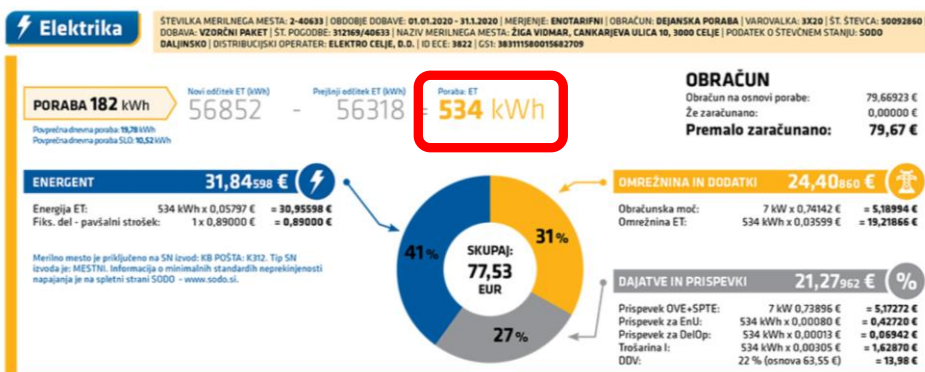 Elektrika
ŠTEVILKA MERILNEGA MESTA: 2-40633 | OBDOBJE DOBAVE: 01.01.2020 - 31.1.2020 | MERJENJE: ENOTARIFNI | OBRAČUN: DEJANSKA PORABA | VAROVALKA: 3X20 | ŠT. ŠTEVCA: 50092860
DOBAVA: VZORČNI PAKET | ŠT. POGODBE: 312169/40633 | NAZIV MERILNEGA MESTA: ŽIGA VIDMAR, CANKARJEVA ULICA 10, 3000 CELJE | PODATEK O ŠTEVČNEM STANJU: SODO
DALJINSKO | DISTRIBUCIJSKI OPERATER: ELEKTRO CELJE, D.D. | ID ECE: 3822 | GS1: 383111580015682709
PORABA 182 kWh
Povprečna dnevna poraba: 19,78 kWh
Povprečna dnevna poraba SLO: 10,52 kWh
Novi odčitek ET (kWh) Prejšnji odčitek ET (kWh) Poraba: ET
56852 - 56318 = 534 kWh
OBRAČUN
Obračun na osnovi porabe: 79,66923 €
Že zaračunano: 0,00000 €
Premalo zaračunano: 79,67 €
ENERGENT 31,84598 €
Energija ET: 534 kWh x 0,05797 € = 30,95598 €
Fiks. del - pavšalni strošek: 1 x 0,89000 € = 0,89000 €
Merilno mesto je priključeno na SN izvod: KB POŠTA: K312. Tip SN
izvoda je: MESTNI. Informacija o minimalnih standardih neprekinjenosti
napajanja je na spletni strani SODO - www.sodo.si.
41%
31%
27%
SKUPAJ:
77,53
EUR
OMREŽNINA IN DODATKI 24,40860 €
Obračunska moč: 7 kW x 0,74142 € = 5,18994 €
Omrežnina ET: 534 kWh x 0,03599 € = 19,21866 €
DAJATVE IN PRISPEVKI 21,27962 € %
Prispevek OVE+SPTE: 7 kW 0,73896 € = 5,17272 €
Prispevek za EnU: 534 kWh x 0,00080 € = 0,42720 €
Prispevek za DelOp: 534 kWh x 0,00013 € = 0,06942 €
Trošarina I: 534 kWh x 0,00305 € = 1,62870 €
DDV: 22 % (osnova 63,55 €) = 13,98 €